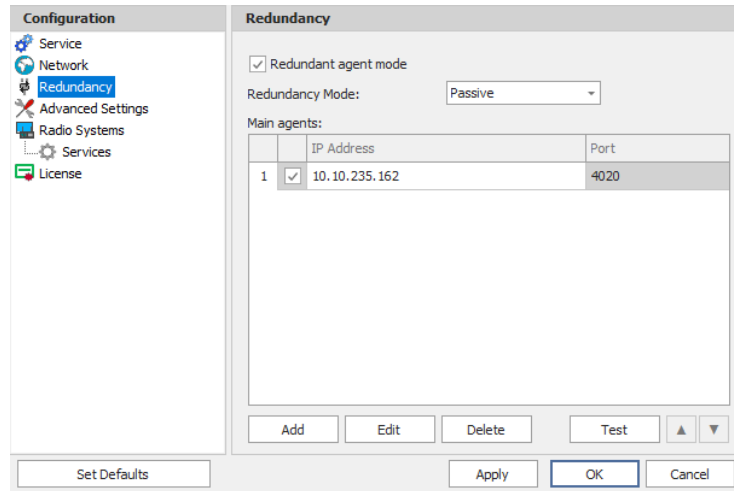 Configuration
Service
Network
Redundancy
Advanced Settings
Radio Systems
Services
License
Redundancy
Redundant agent mode
Redundancy Mode: Passive
Main agents:
IP Address Port
1 10.10.235.162 4020
Add Edit Delete Test
Set Defaults Apply OK Cancel